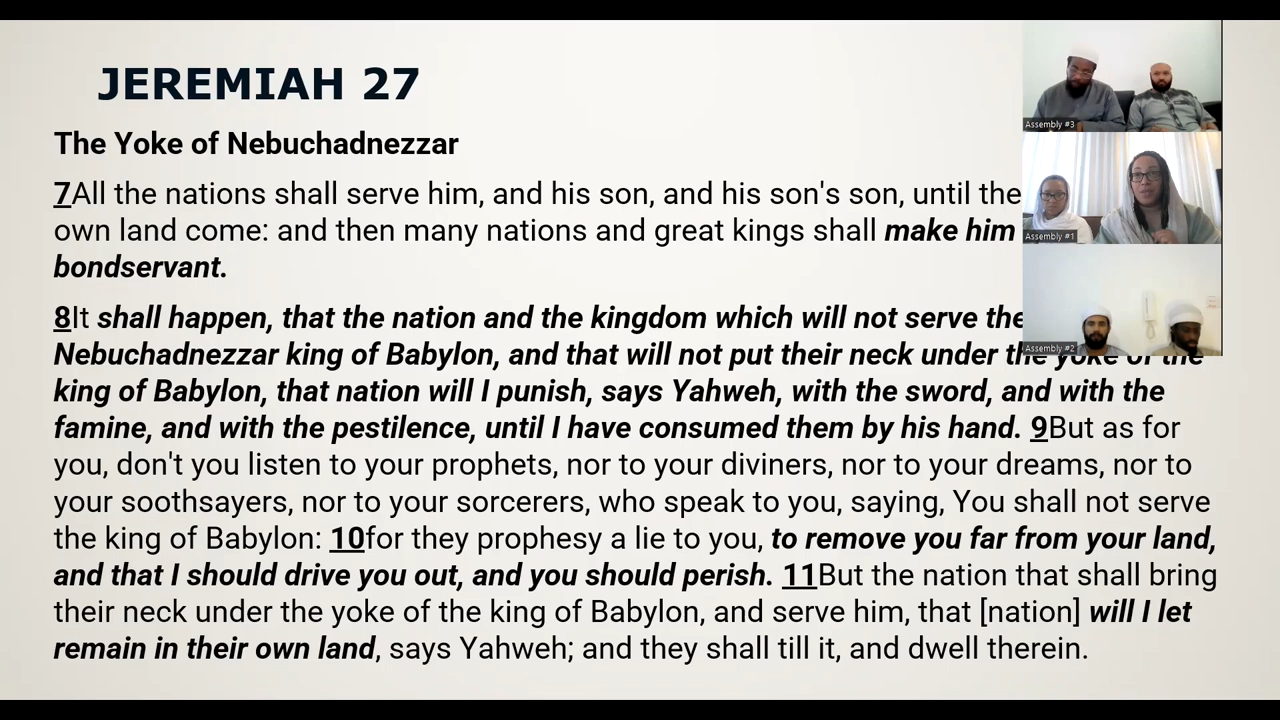 JEREMIAH 27
The Yoke of Nebuchadnezzar
7All the nations shall serve him, and his son, and his son's son, until the
own land come: and then many nations and great kings shall make him
bondservant.
8It shall happen, that the nation and the kingdom which will not serve the
Nebuchadnezzar king of Babylon, and that will not put their neck under the yoke of the
king of Babylon, that nation will I punish, says Yahweh, with the sword, and with the
famine, and with the pestilence, until I have consumed them by his hand. 9But as for
you, don't you listen to your prophets, nor to your diviners, nor to your dreams, nor to
your soothsayers, nor to your sorcerers, who speak to you, saying, You shall not serve
the king of Babylon: 10for they prophesy a lie to you, to remove you far from your land,
and that I should drive you out, and you should perish. 11But the nation that shall bring
their neck under the yoke of the king of Babylon, and serve him, that [nation] will I let
remain in their own land, says Yahweh; and they shall till it, and dwell therein.
Assembly #3
Assembly #1
Assembly #2